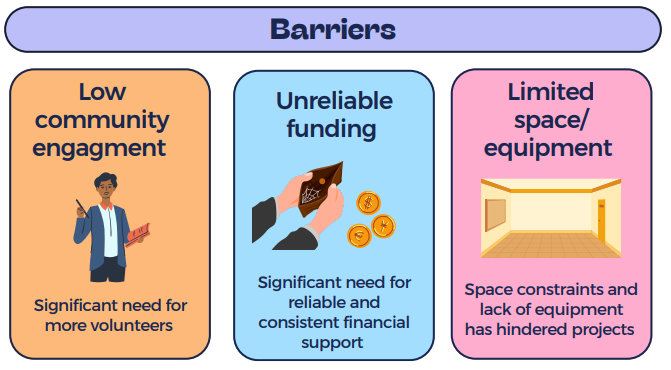 Barriers
Low
community
engagment
Significant need for
more volunteers
Unreliable
funding
Significant need for
reliable and
consistent financial
support
Limited
space/
equipment
Space constraints and
lack of equipment
has hindered projects